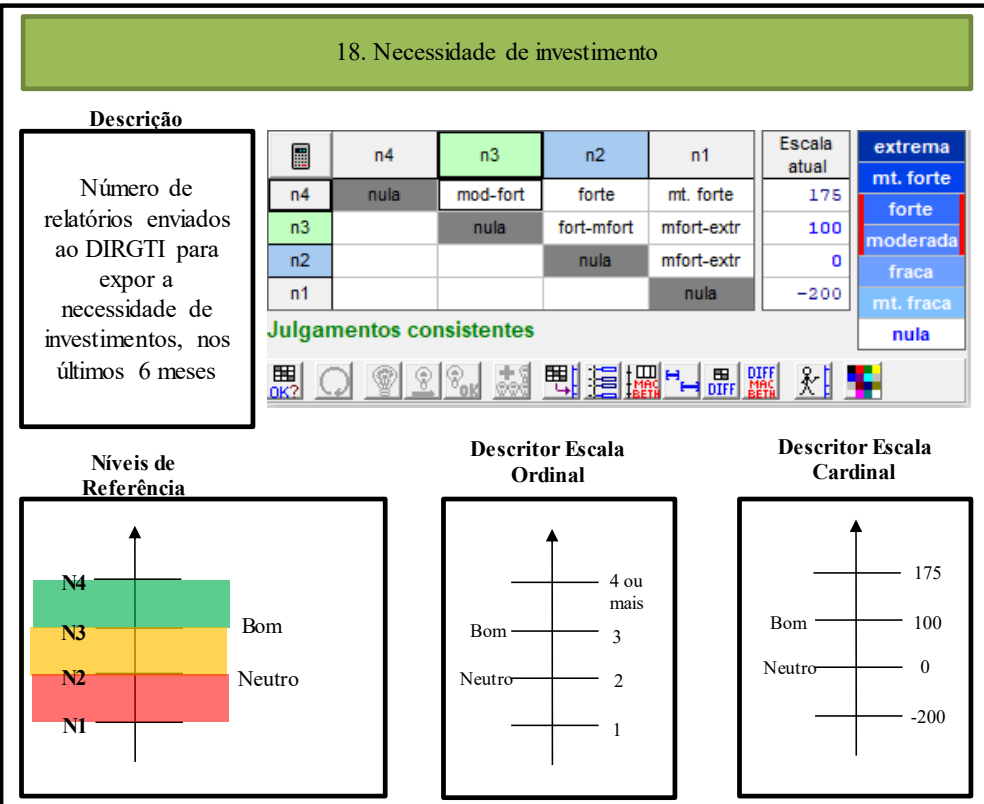 18. Necessidade de investimento
Descrição
Número de
relatórios enviados
ao DIRGTI para
expor a
necessidade de
investimentos, nos
últimos 6 meses
n4 n3 n2 n1 Escala atual
n4 nula mod-fort forte mt. forte 175
n3 nula fort-mfort mfort-extr 100
n2 nula mfort-extr 0
n1 nula -200
extrema
mt. forte
forte
moderada
fraca
mt. fraca
nula
Julgamentos consistentes
OK?
OK
MAC BETH
DIFF
DIFF MAC BETH
Níveis de
Referência
N4
N3
N2
N1
Bom
Neutro
Descritor Escala
Ordinal
4 ou
mais
Bom 3
Neutro 2
1
Descritor Escala
Cardinal
175
Bom 100
Neutro 0
-200